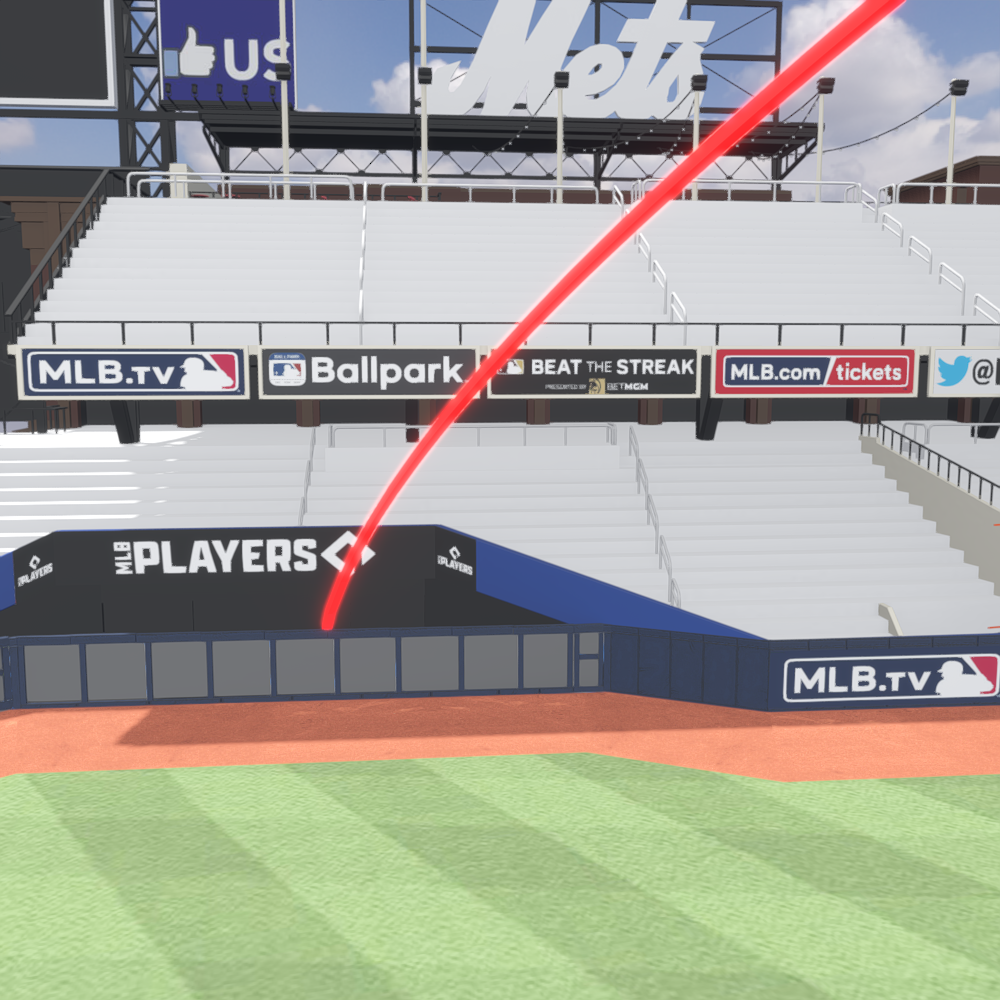 US
Mets
MLB.TV
Ballpark.
BEAT THE STREAK
PRESENTED BY BETMGM
MLB.com/tickets
@
MLB PLAYERS
PLAYERS
PLAYERS
MLB.TV